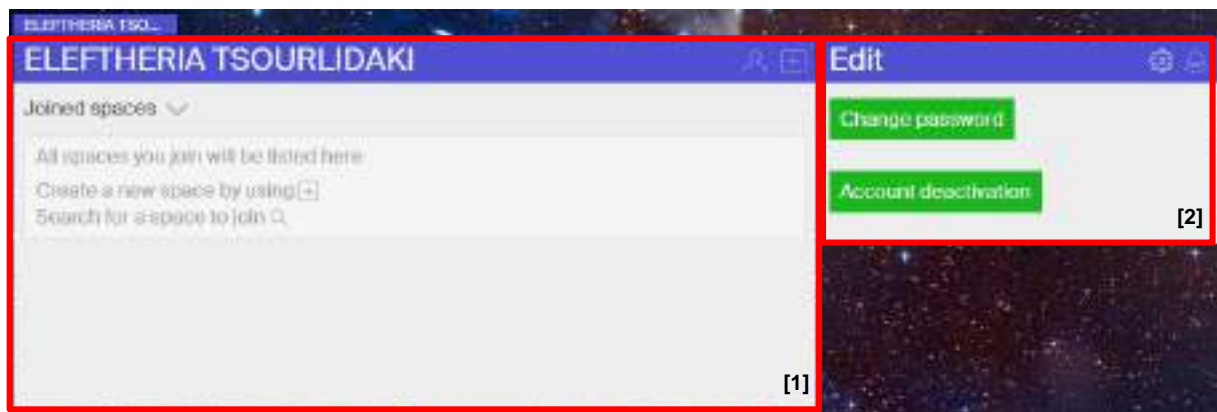 ELEFTHERIA TSO...
ELEFTHERIA TSOURLIDAKI
Joined spaces
All spaces you join will be listed here
Create a new space by using
Search for a space to join
[1]
Edit
Change password
Account deactivation
[2]